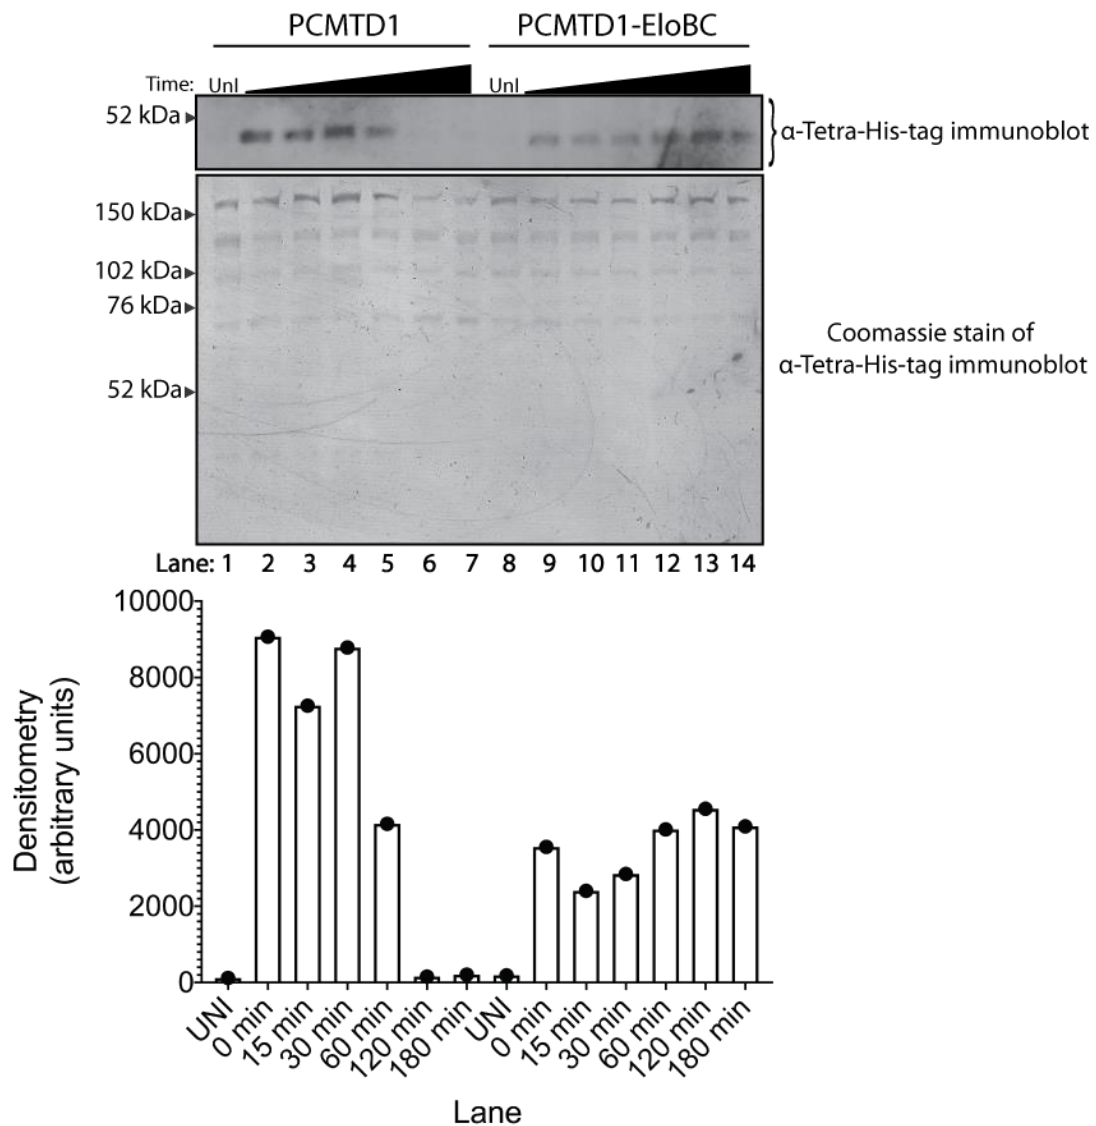 PCMTD1 PCMTD1-EloBC
Time: UnI UnI
52 kDa
α-Tetra-His-tag immunoblot
150 kDa
102 kDa
76 kDa
52 kDa
Coomassie stain of
α-Tetra-His-tag immunoblot
Lane: 1 2 3 4 5 6 7 8 9 10 11 12 13 14
10000
8000
6000
4000
2000
0
Densitometry
(arbitrary units)
UNI 0 min 15 min 30 min 60 min 120 min 180 min UNI 0 min 15 min 30 min 60 min 120 min 180 min
Lane